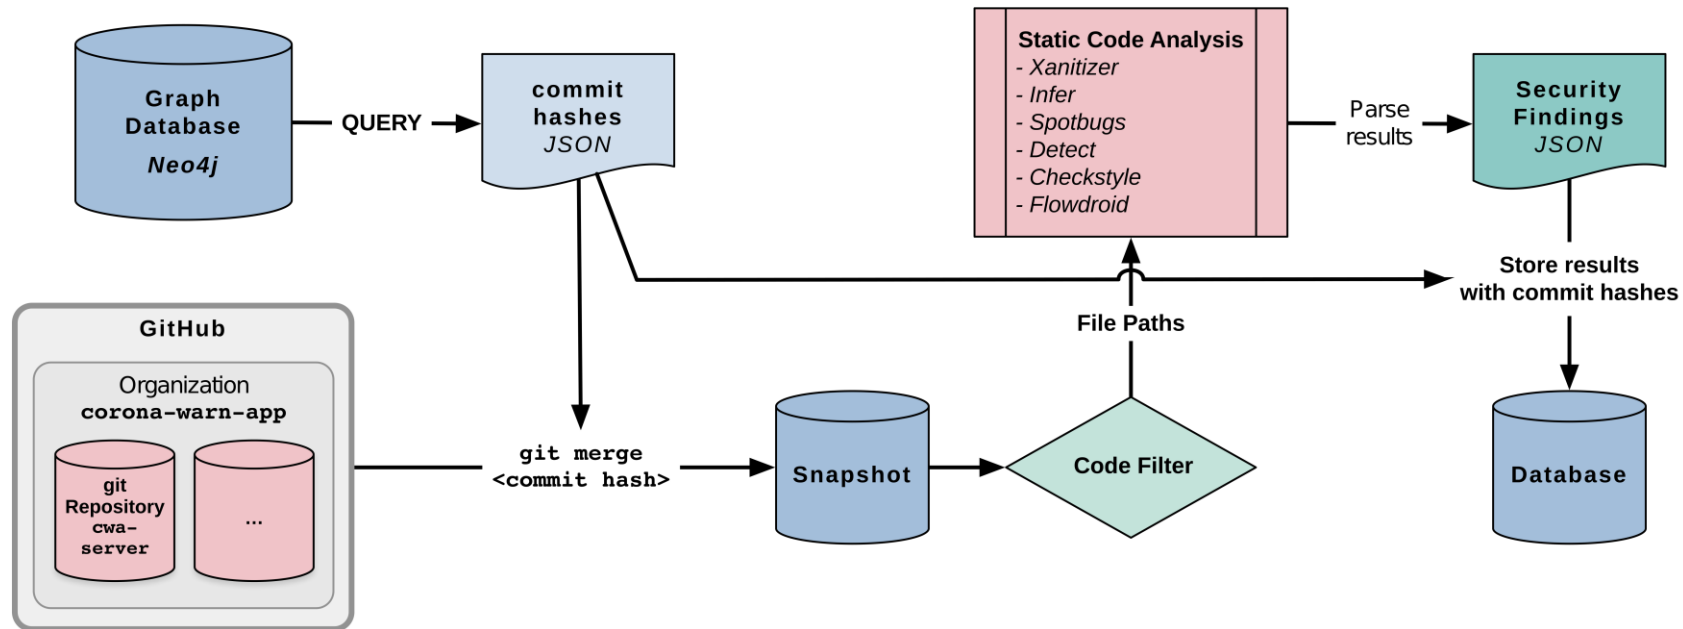 Graph
Database
Neo4j
QUERY
commit
hashes
JSON
Static Code Analysis
- Xanitizer
- Infer
- Spotbugs
- Detect
- Checkstyle
- Flowdroid
Parse
results
Security
Findings
JSON
Store results
with commit hashes
File Paths
GitHub
Organization
corona-warn-app
git
Repository
cwa-
server
...
git merge
<commit hash>
Snapshot
Code Filter
Database